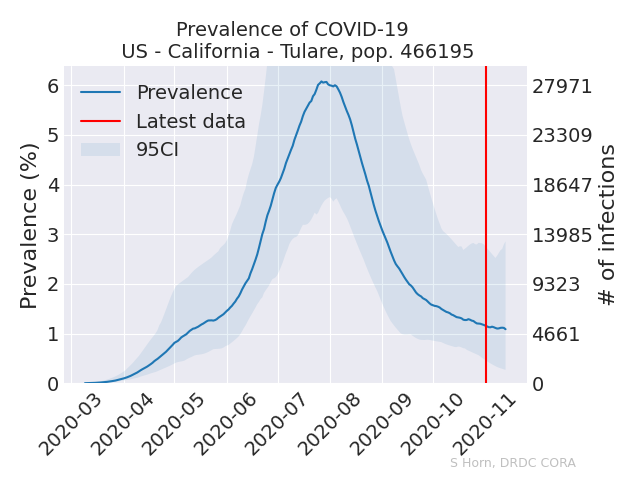 Prevalence of COVID-19
US - California - Tulare, pop. 466195
Prevalence
Latest data
95CI
Prevalence (%)
6
5
4
3
2
1
0
27971
23309
18647
13985
9323
4661
0
# of infections
2020-03
2020-04
2020-05
2020-06
2020-07
2020-08
2020-09
2020-10
2020-11
S Horn, DRDC CORA